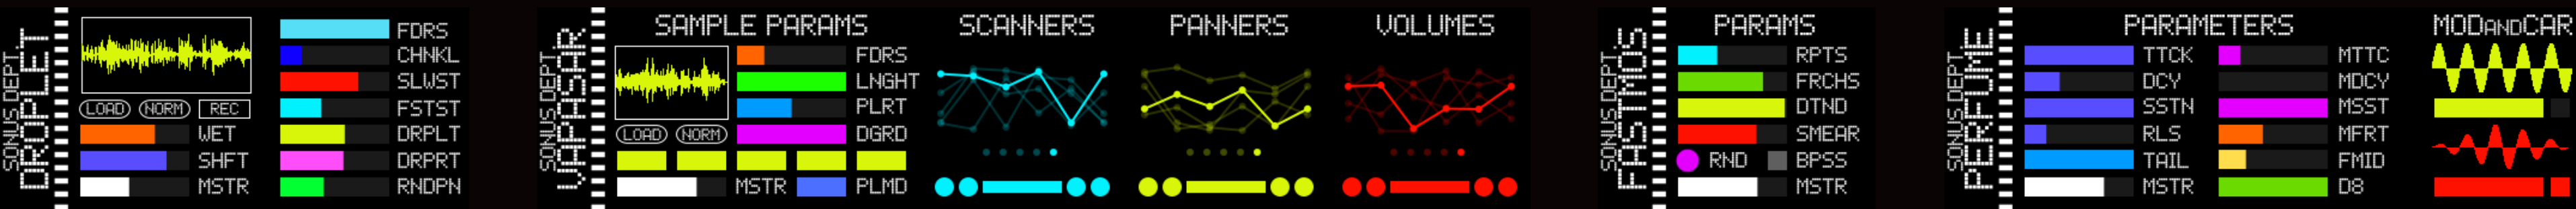 SONUS DEPT.
DROPLET
LOAD NORM REC
WET
SHFT
MSTR
FDRS
CHNKL
SLWST
FSTST
DRPLT
DRPRT
RNDPN
SONUS DEPT.
VAPHSHR
SAMPLE PARAMS
LOAD NORM
FDRS
LNGHT
PLRT
DGRD
MSTR PLMD
SCANNERS
PANNERS
VOLUMES
SONUS DEPT.
FHSTMUS
PARAMS
RPTS
FRCHS
DTND
SMEAR
RND BPSS
MSTR
SONUS DEPT.
PERFUME
PARAMETERS
TTCK MTTC
DCY MDCY
SSTN MSST
RLS MFRT
TAIL FMID
MSTR D8
MODANDCAR